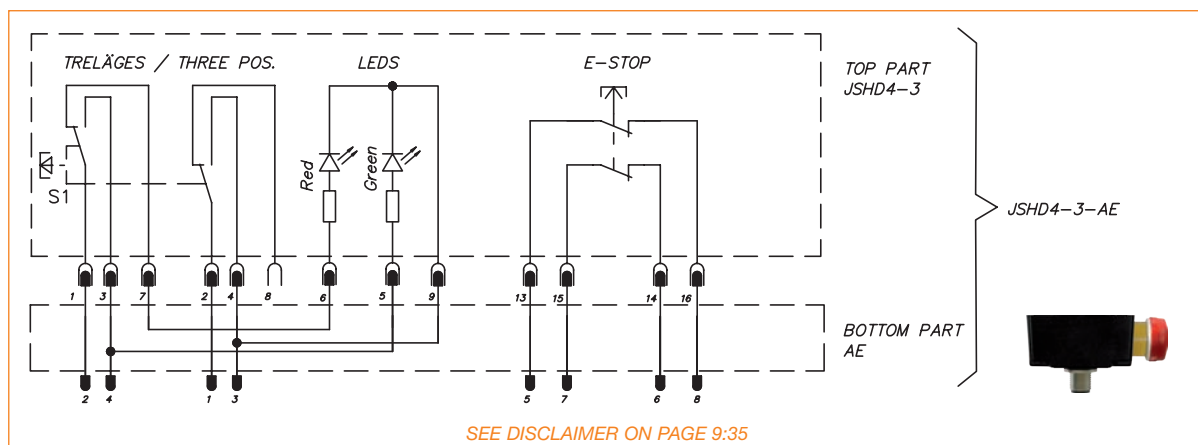 TRELÄGES / THREE POS.
LEDS
E-STOP
TOP PART
JSHD4-3
S1
Red
Green
JSHD4-3-AE
1 3 7 2 4 8 6 5 9 13 15 14 16
BOTTOM PART
AE
2 4 1 3 5 7 6 8
SEE DISCLAIMER ON PAGE 9:35